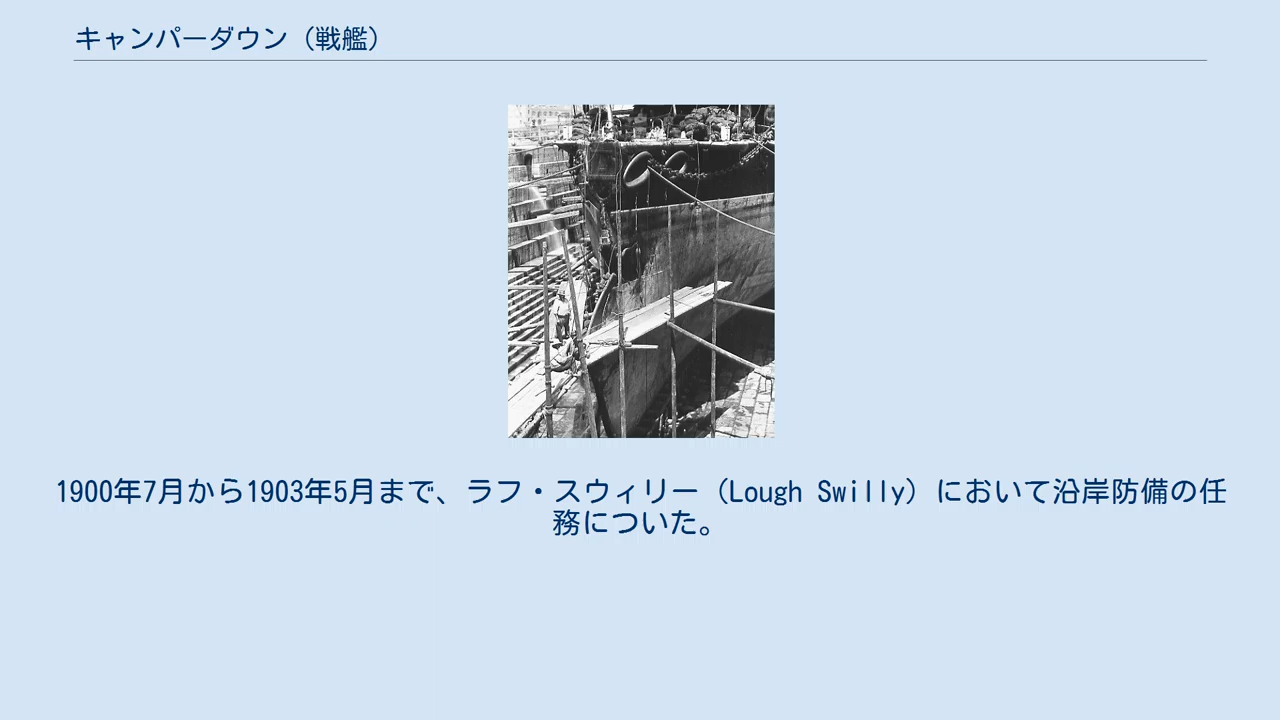 キャンパーダウン（戦艦）
1900年7月から1903年5月まで、ラフ・スウィリー（Lough Swilly）において沿岸防備の任
務についた。